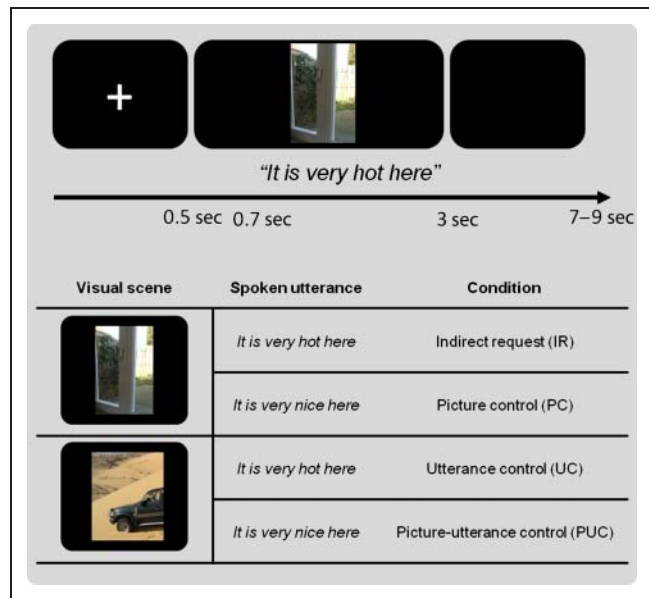 +
“It is very hot here”
0.5 sec 0.7 sec 3 sec 7–9 sec
Visual scene Spoken utterance Condition
It is very hot here Indirect request (IR)
It is very nice here Picture control (PC)
It is very hot here Utterance control (UC)
It is very nice here Picture-utterance control (PUC)